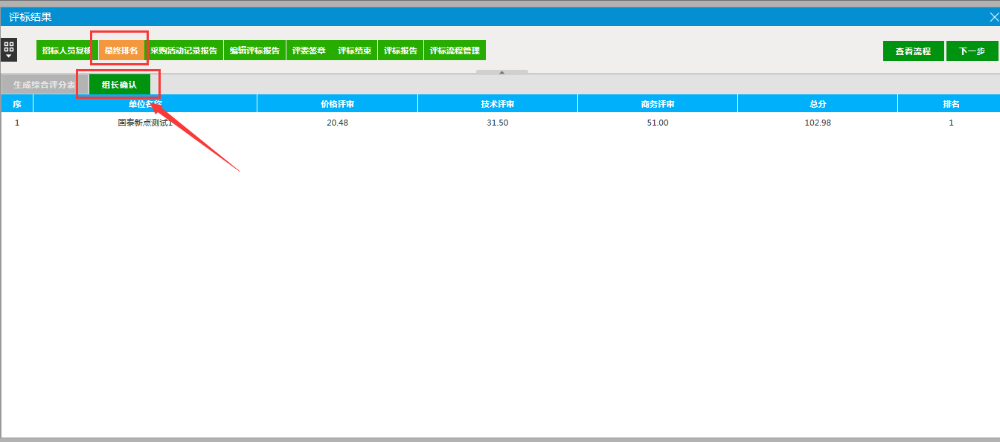 评标结果
招标人员复核 最终排名 采购活动记录报告 编辑评标报告 评委签章 评标结束 评标报告 评标流程管理 查看流程 下一步
生成综合评分表 组长确认
序 单位名称 价格评审 技术评审 商务评审 总分 排名
1 国泰新点测试1 20.48 31.50 51.00 102.98 1